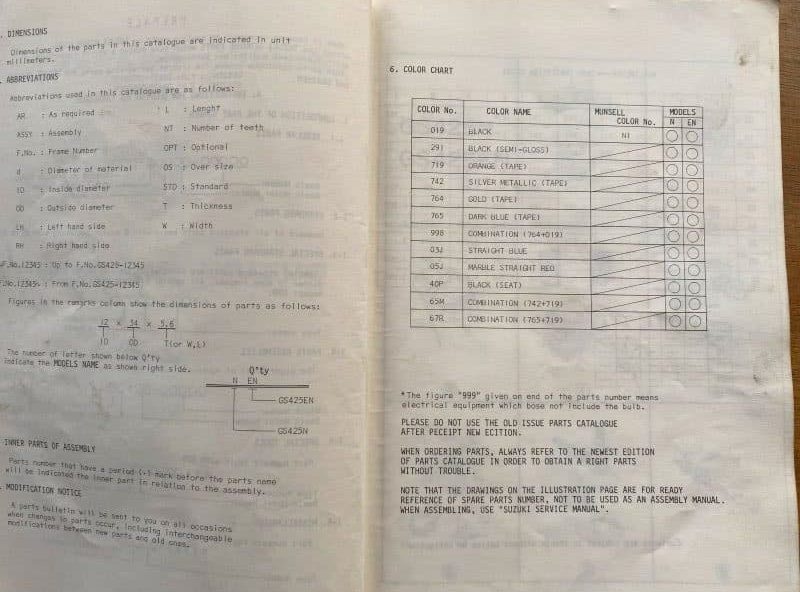 . DIMENSIONS
Dimensions of the parts in this catalogue are indicated in unit
millimeters.
. ABBREVIATIONS
Abbreviations used in this catalogue are as follows:
AR : As required
L : Lenght
ASSY : Assembly
NT : Number of teeth
F.No. : Frame Number
OPT : Optional
d : Diameter of material
OS : Over size
ID : Inside diameter
STD : Standard
OD : Outside diameter
T : Thickness
LH : Left hand side
W : Width
RH : Right hand side
F.No.12345 : Up to F.No.GS425-12345
F.No.12345 : From F.No.GS425-12345
Figures in the remarks column show the dimensions of parts as follows:
12 x 34 x 5.6
ID OD T(or W,L)
The number of letter shown below Q'ty
indicate the MODELS NAME as shown right side.
Q'ty
N EN
GS425EN
GS425N
INNER PARTS OF ASSEMBLY
Parts number that have a period (.) mark before the parts name
will be indicated the inner part in relation to the assembly.
. MODIFICATION NOTICE
A parts bulletin will be sent to you on all occasions
when changes in parts occur, including interchangeable
modifications between new parts and old ones.
6. COLOR CHART
COLOR No. COLOR NAME MUNSELL COLOR No. MODELS
N EN
019 BLACK N1
291 BLACK (SEMI-GLOSS)
719 ORANGE (TAPE)
742 SILVER METALLIC (TAPE)
764 GOLD (TAPE)
765 DARK BLUE (TAPE)
998 COMBINATION (764+019)
03J STRAIGHT BLUE
05J MARBLE STRAIGHT RED
40P BLACK (SEAT)
65M COMBINATION (742+719)
67R COMBINATION (765+719)
*The figure "999" given on end of the parts number means
electrical equipment which bose not include the bulb.
PLEASE DO NOT USE THE OLD ISSUE PARTS CATALOGUE
AFTER PECEIPT NEW ECITION.
WHEN ORDERING PARTS, ALWAYS REFER TO THE NEWEST EDITION
OF PARTS CATALOGUE IN ORDER TO OBTAIN A RIGHT PARTS
WITHOUT TROUBLE.
NOTE THAT THE DRAWINGS ON THE ILLUSTRATION PAGE ARE FOR READY
REFERENCE OF SPARE PARTS NUMBER, NOT TO BE USED AS AN ASSEMBLY MANUAL.
WHEN ASSEMBLING, USE "SUZUKI SERVICE MANUAL".